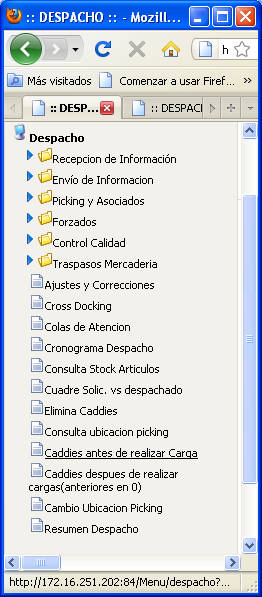 :: DESPACHO :: - Mozill...
h
Más visitados
Comenzar a usar Firef...
:: DESP...
:: DESPACH
Despacho
Recepcion de Información
Envío de Informacion
Picking y Asociados
Forzados
Control Calidad
Traspasos Mercaderia
Ajustes y Correcciones
Cross Docking
Colas de Atencion
Cronograma Despacho
Consulta Stock Articulos
Cuadre Solic. vs despachado
Elimina Caddies
Consulta ubicacion picking
Caddies antes de realizar Carga
Caddies despues de realizar
cargas(anteriores en 0)
Cambio Ubicacion Picking
Resumen Despacho
http://172.16.251.202:84/Menu/despacho?...